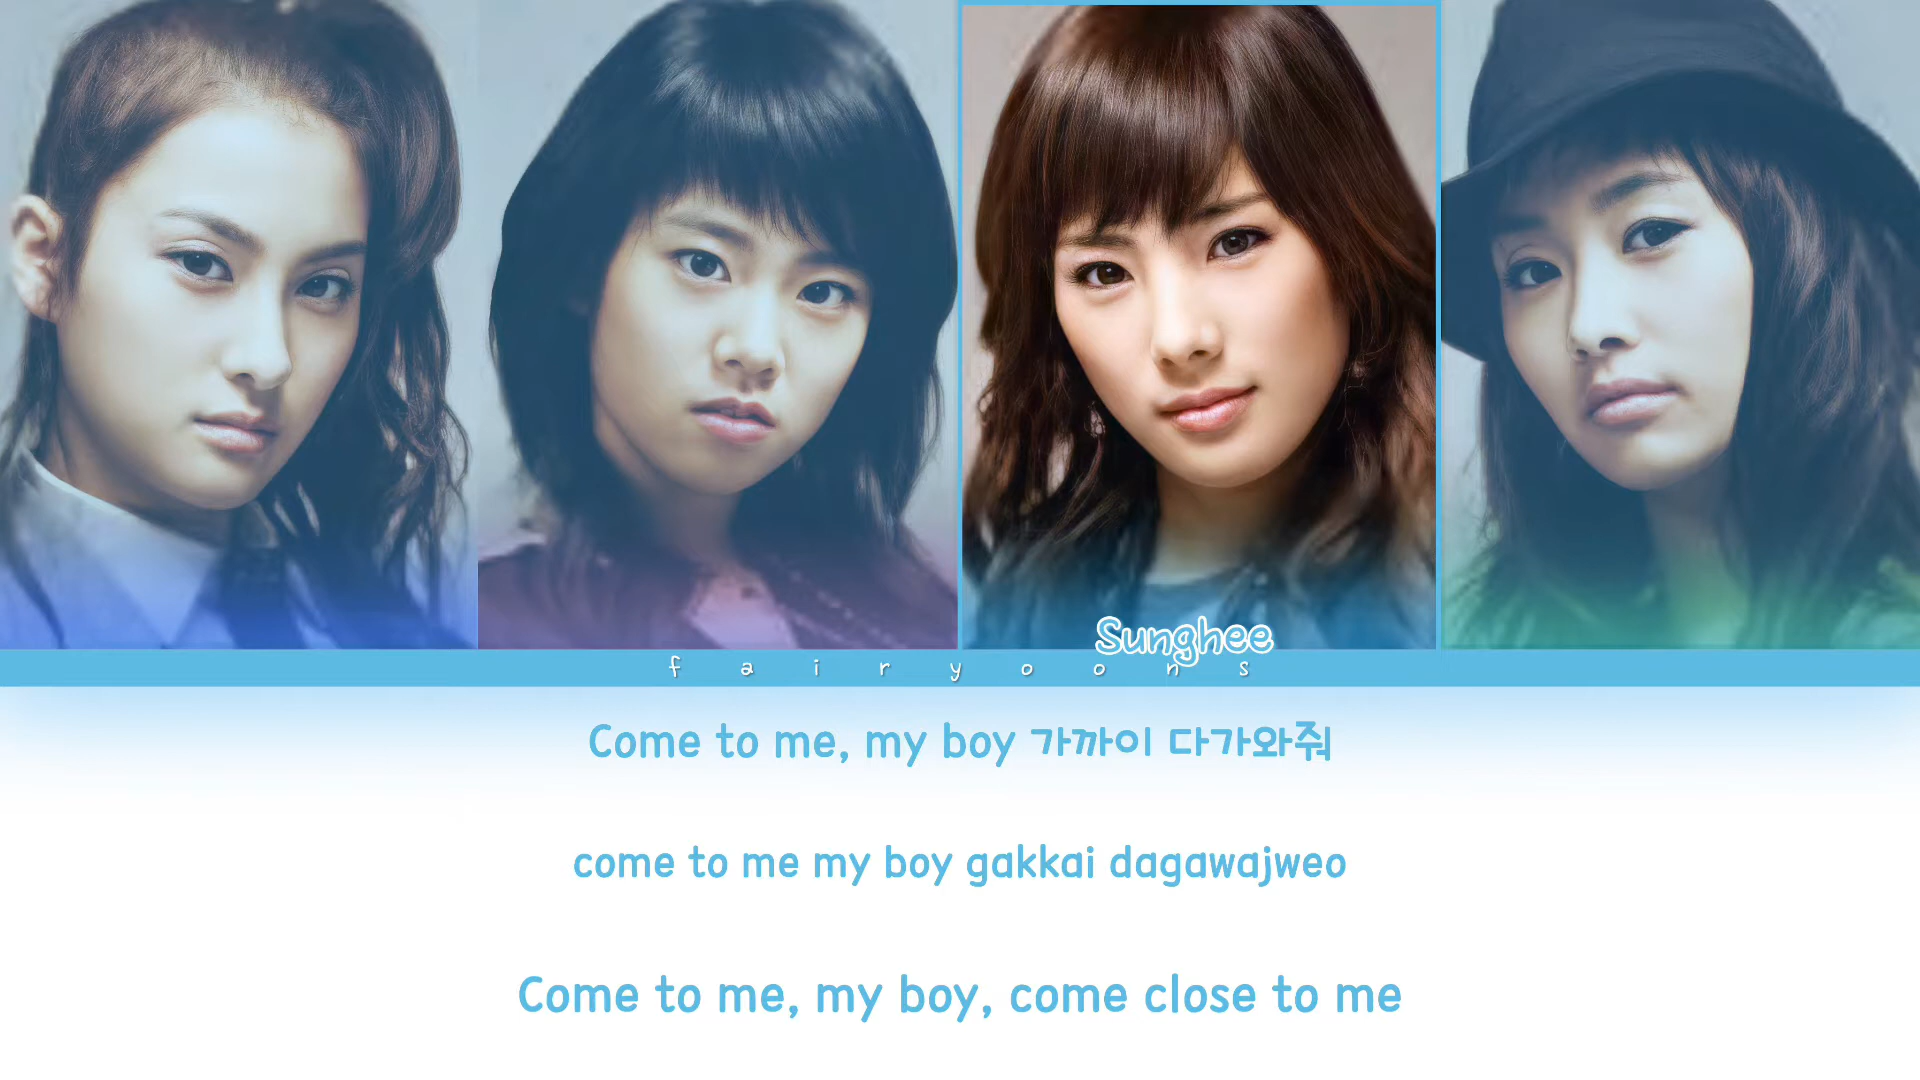 Sunghee
f a i r y o o n s
Come to me, my boy 가까이 다가와줘
come to me my boy gakkai dagawajweo
Come to me, my boy, come close to me